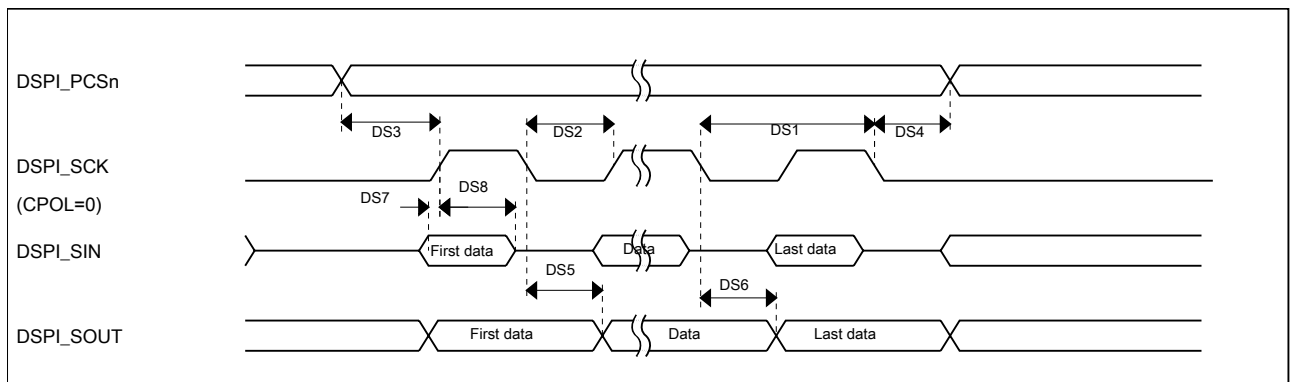 DSPI_PCSn
DS3
DS2
DS1
DS4
DSPI_SCK
(CPOL=0)
DS7
DS8
DSPI_SIN
First data
Data
Last data
DS5
DS6
DSPI_SOUT
First data
Data
Last data